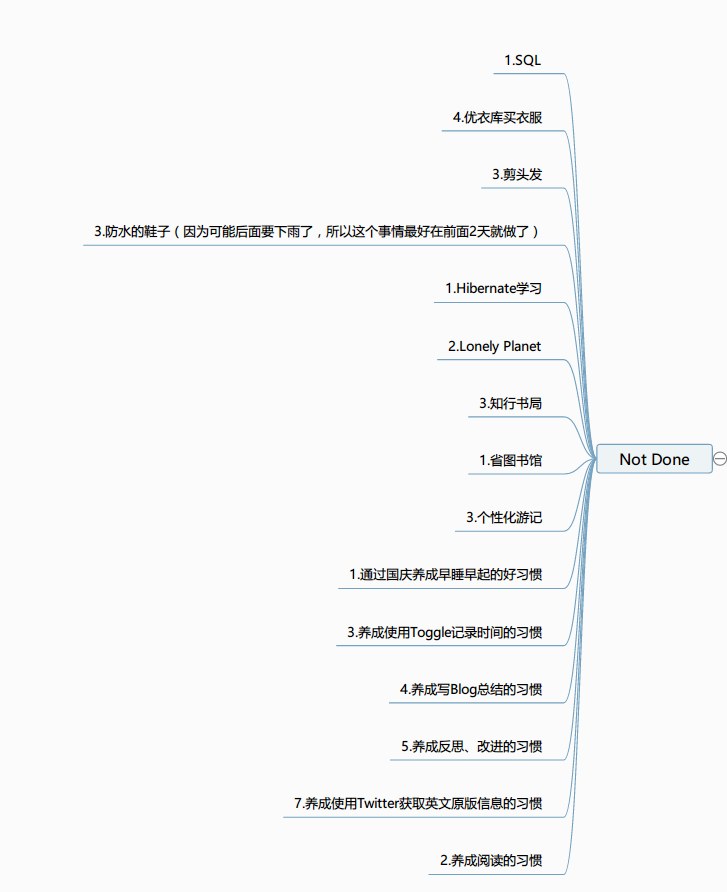 1.SQL
4.优衣库买衣服
3.剪头发
3.防水的鞋子（因为可能后面要下雨了，所以这个事情最好在前面2天就做了）
1.Hibernate学习
2.Lonely Planet
3.知行书局
1.省图书馆
3.个性化游记
1.通过国庆养成早睡早起的好习惯
3.养成使用Toggle记录时间的习惯
4.养成写Blog总结的习惯
5.养成反思、改进的习惯
7.养成使用Twitter获取英文原版信息的习惯
2.养成阅读的习惯
Not Done